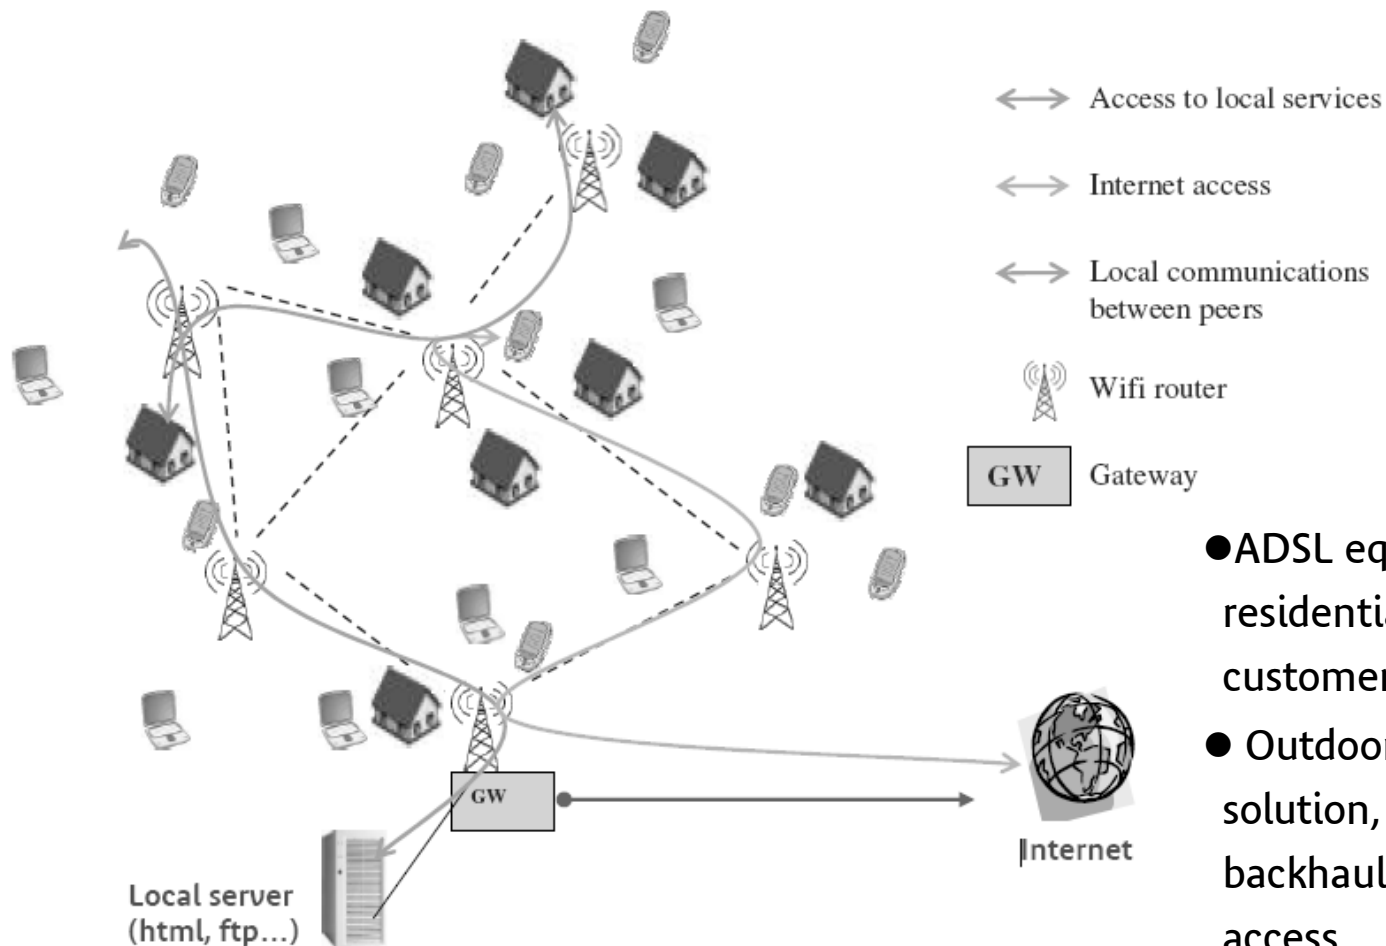 Access to local services
Internet access
Local communications
between peers
Wifi router
GW
Gateway
●ADSL eq
residentia
customer
● Outdoor
solution,
backhaul
access
GW
Internet
Local server
(html, ftp...)